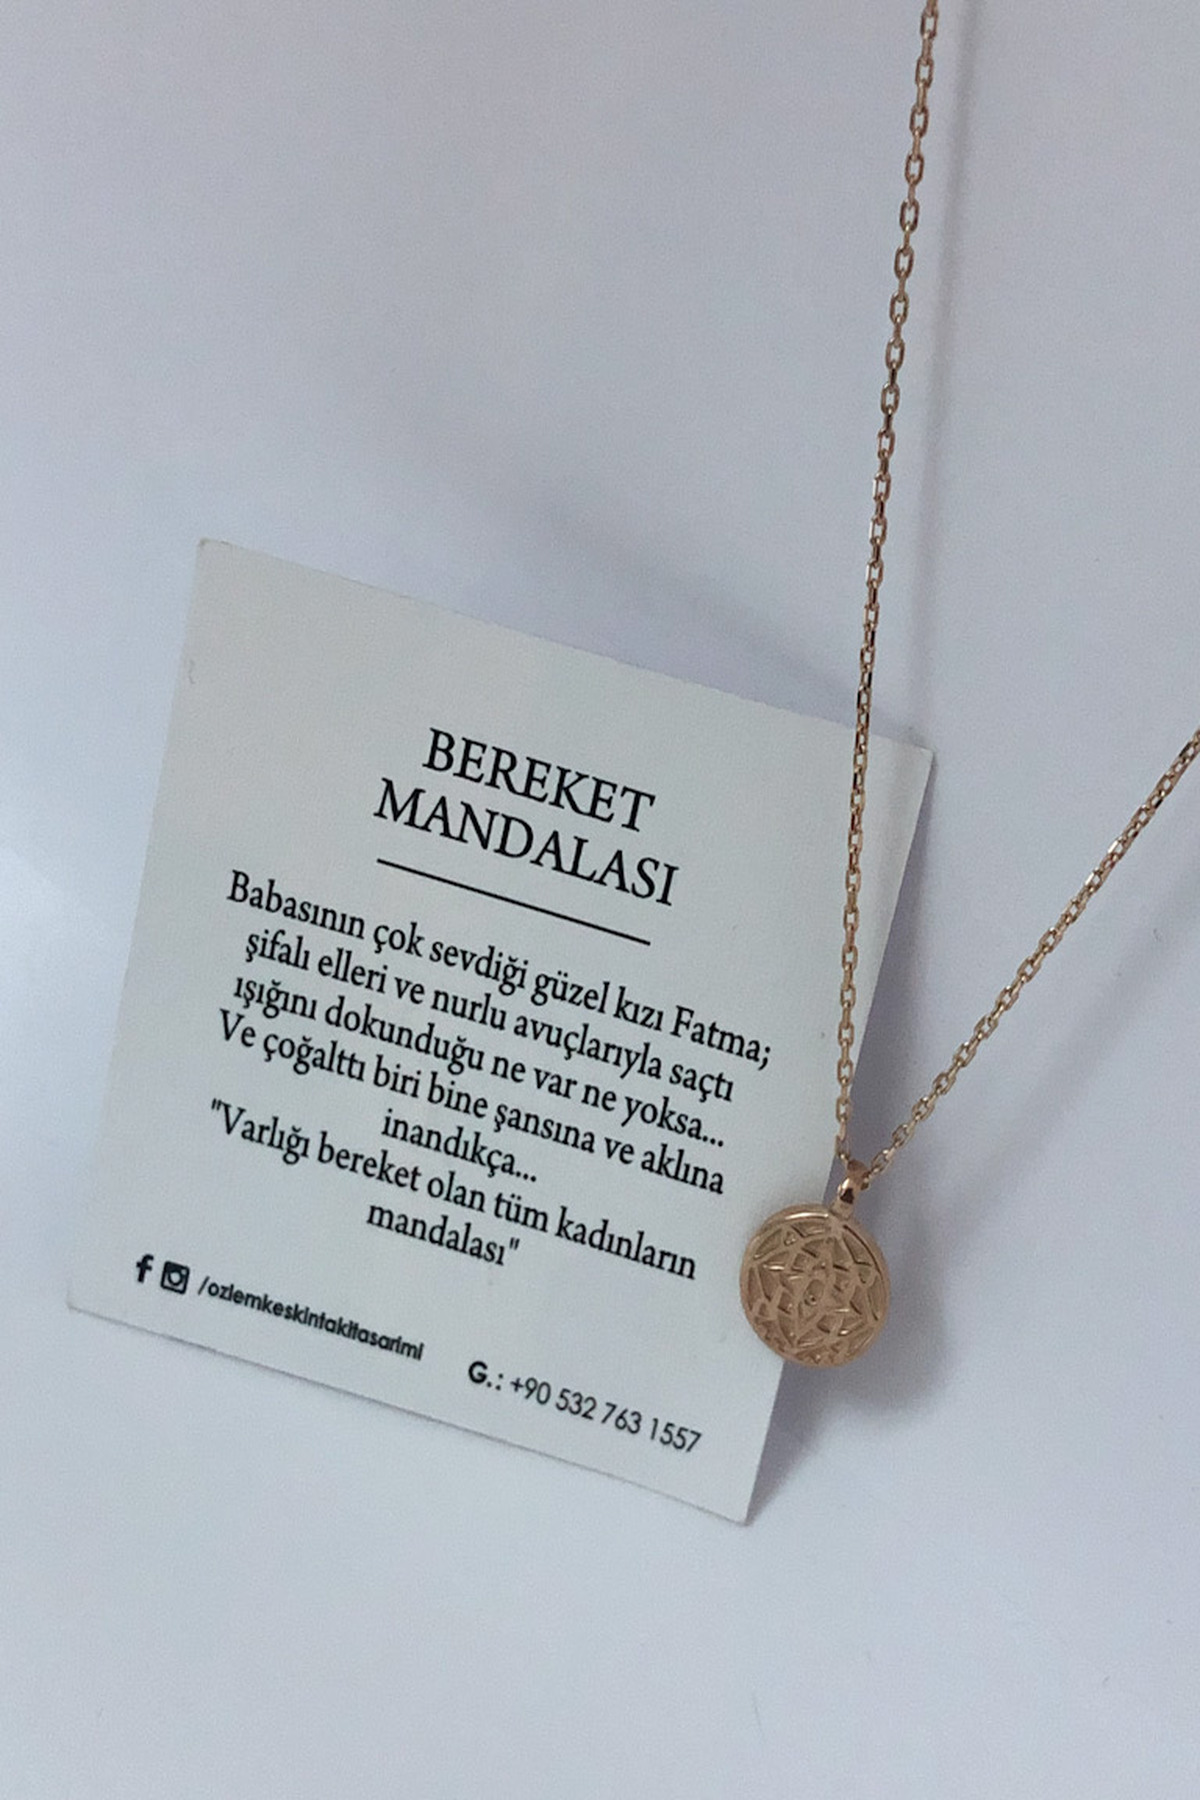 BEREKET
MANDALASI
Babasının çok sevdiği güzel kızı Fatma;
şifalı elleri ve nurlu avuçlarıyla saçtı
ışığını dokunduğu ne var ne yoksa...
Ve çoğalttı biri bine şansına ve aklına
inandıkça...
"Varlığı bereket olan tüm kadınların
mandalası"
/ozlemkeskintakitasarimi
G.: +90 532 763 1557